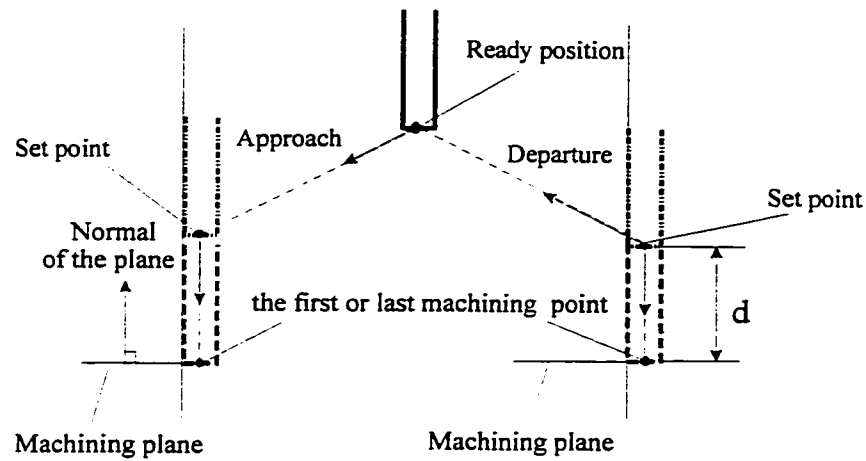 Ready position
Approach
Set point
Departure
Set point
Normal
of the plane
the first or last machining point
d
Machining plane
Machining plane